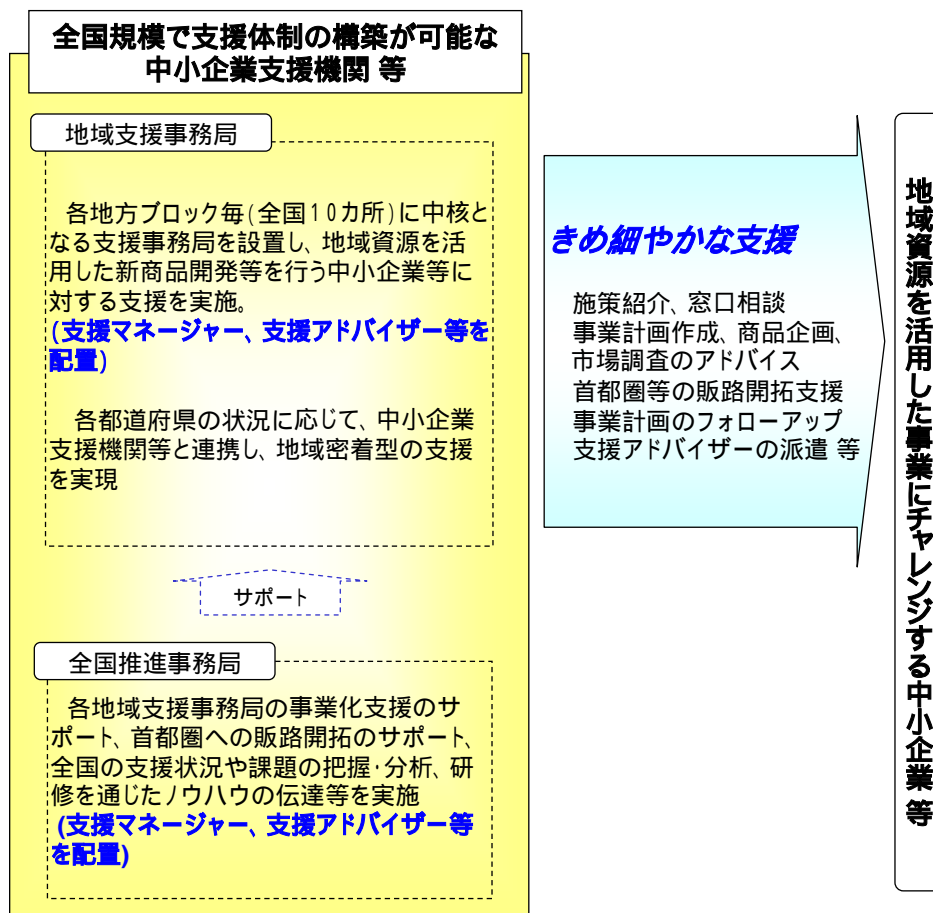 全国規模で支援体制の構築が可能な
中小企業支援機関 等
地域支援事務局
各地方ブロック毎(全国10カ所)に中核と
なる支援事務局を設置し、地域資源を活
用した新商品開発等を行う中小企業等に
対する支援を実施。
(支援マネージャー、支援アドバイザー等を
配置)
各都道府県の状況に応じて、中小企業
支援機関等と連携し、地域密着型の支援
を実現
サポート
全国推進事務局
各地域支援事務局の事業化支援のサ
ポート、首都圏への販路開拓のサポート、
全国の支援状況や課題の把握・分析、研
修を通じたノウハウの伝達等を実施
(支援マネージャー、支援アドバイザー等
を配置)
きめ細やかな支援
施策紹介、窓口相談
事業計画作成、商品企画、
市場調査のアドバイス
首都圏等の販路開拓支援
事業計画のフォローアップ
支援アドバイザーの派遣 等
地域資源を活用した事業にチャレンジする中小企業 等